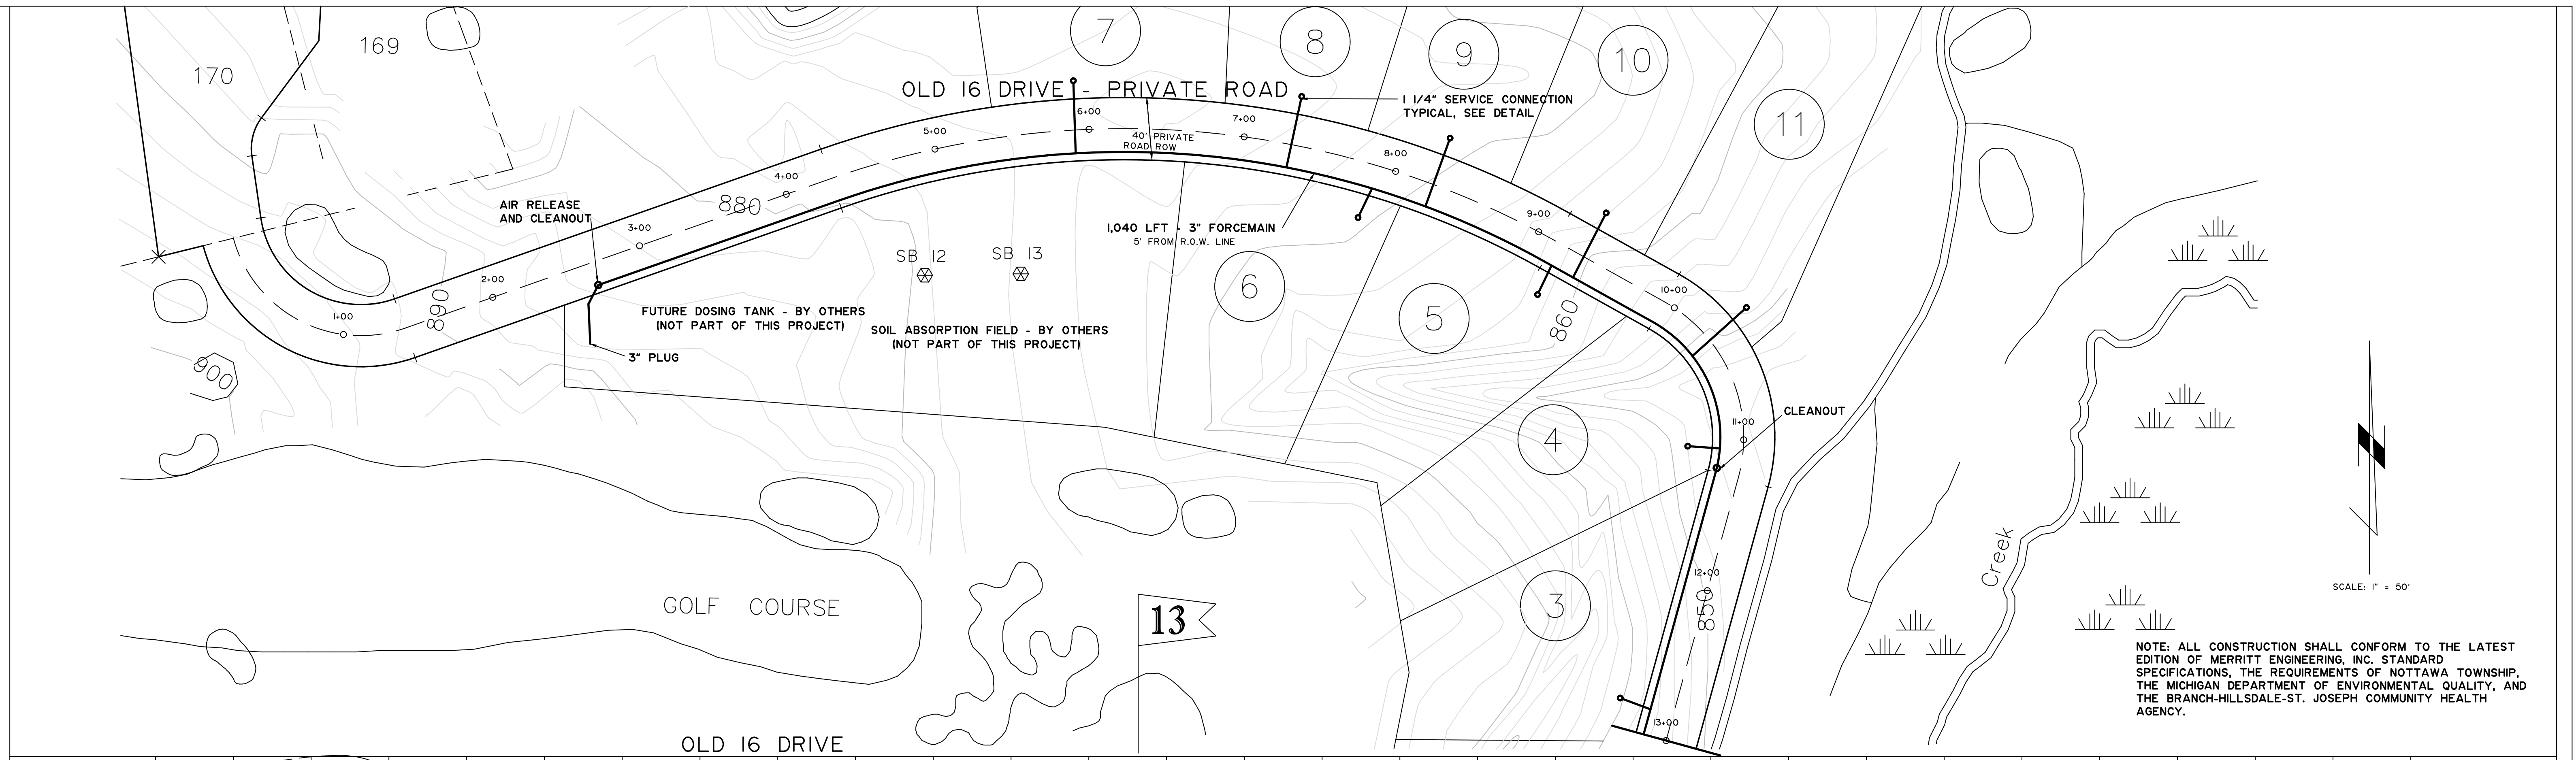 170
169
7
8
9
10
11
OLD 16 DRIVE - PRIVATE ROAD
1 1/4" SERVICE CONNECTION
TYPICAL, SEE DETAIL
40' PRIVATE
ROAD ROW
1+00
2+00
3+00
4+00
5+00
6+00
7+00
8+00
9+00
10+00
11+00
12+00
13+00
AIR RELEASE
AND CLEANOUT
880
890
900
860
850
1,040 LFT - 3" FORCEMAIN
5' FROM R.O.W. LINE
SB 12
SB 13
FUTURE DOSING TANK - BY OTHERS
(NOT PART OF THIS PROJECT)
SOIL ABSORPTION FIELD - BY OTHERS
(NOT PART OF THIS PROJECT)
3" PLUG
6
5
4
3
CLEANOUT
GOLF COURSE
13
Creek
SCALE: 1" = 50'
NOTE: ALL CONSTRUCTION SHALL CONFORM TO THE LATEST
EDITION OF MERRITT ENGINEERING, INC. STANDARD
SPECIFICATIONS, THE REQUIREMENTS OF NOTTAWA TOWNSHIP,
THE MICHIGAN DEPARTMENT OF ENVIRONMENTAL QUALITY, AND
THE BRANCH-HILLSDALE-ST. JOSEPH COMMUNITY HEALTH
AGENCY.
OLD 16 DRIVE